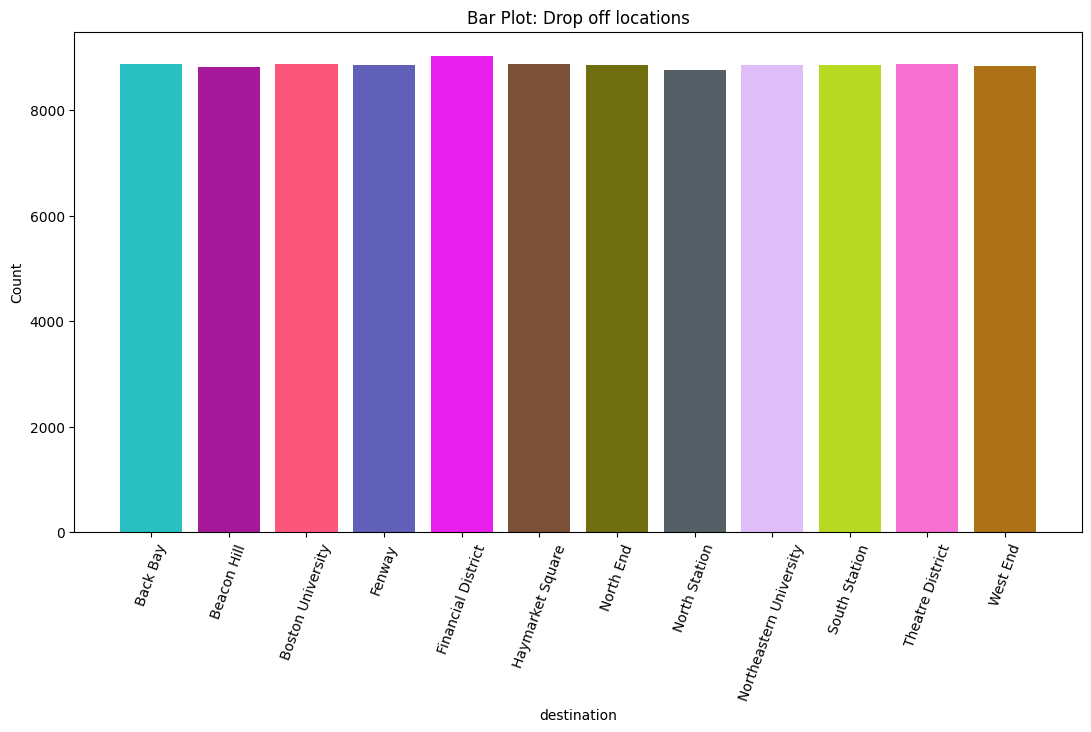 Bar Plot: Drop off locations
Count
8000
6000
4000
2000
0
Back Bay
Beacon Hill
Boston University
Fenway
Financial District
Haymarket Square
North End
North Station
Northeastern University
South Station
Theatre District
West End
destination